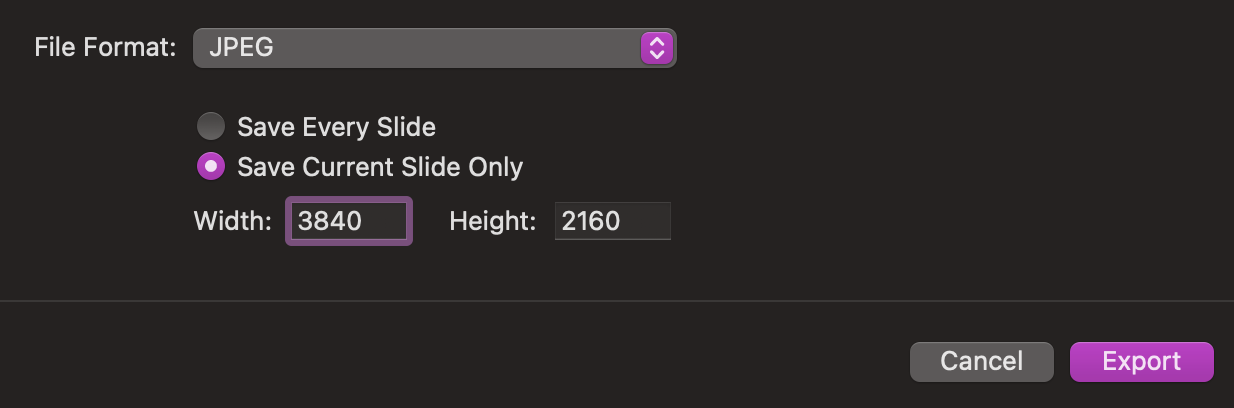 File Format: JPEG
Save Every Slide
Save Current Slide Only
Width: 3840 Height: 2160
Cancel Export